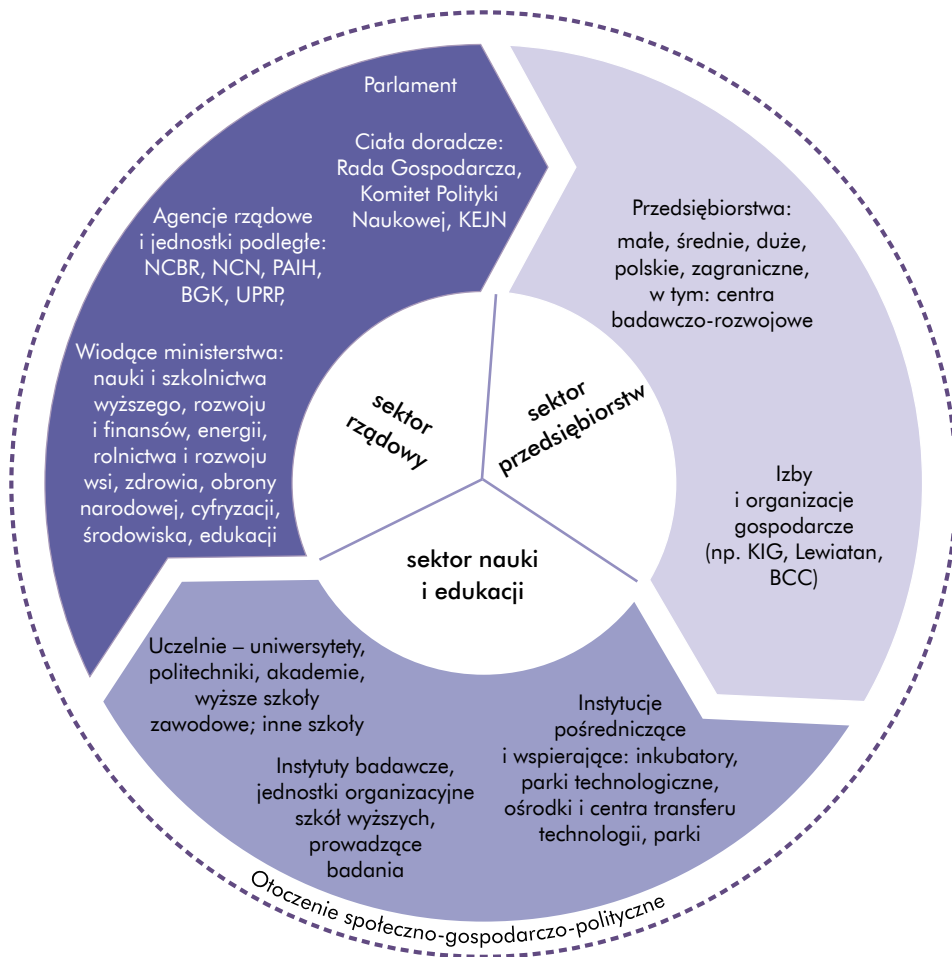 Parlament
Ciała doradcze:
Rada Gospodarcza,
Komitet Polityki
Naukowej, KEJN
Agencje rządowe
i jednostki podległe:
NCBR, NCN, PAIH,
BGK, UPRP,
Wiodące ministerstwa:
nauki i szkolnictwa
wyższego, rozwoju
i finansów, energii,
rolnictwa i rozwoju
wsi, zdrowia, obrony
narodowej, cyfryzacji,
środowiska, edukacji
Przedsiębiorstwa:
małe, średnie, duże,
polskie, zagraniczne,
w tym: centra
badawczo-rozwojowe
Izby
i organizacje
gospodarcze
(np. KIG, Lewiatan,
BCC)
sektor
rządowy
sektor
przedsiębiorstw
sektor nauki
i edukacji
Uczelnie – uniwersytety,
politechniki, akademie,
wyższe szkoły
zawodowe; inne szkoły
Instytuty badawcze,
jednostki organizacyjne
szkół wyższych,
prowadzące
badania
Instytucje
pośredniczące
i wspierające: inkubatory,
parki technologiczne,
ośrodki i centra transferu
technologii, parki
Otoczenie społeczno-gospodarczo-polityczne